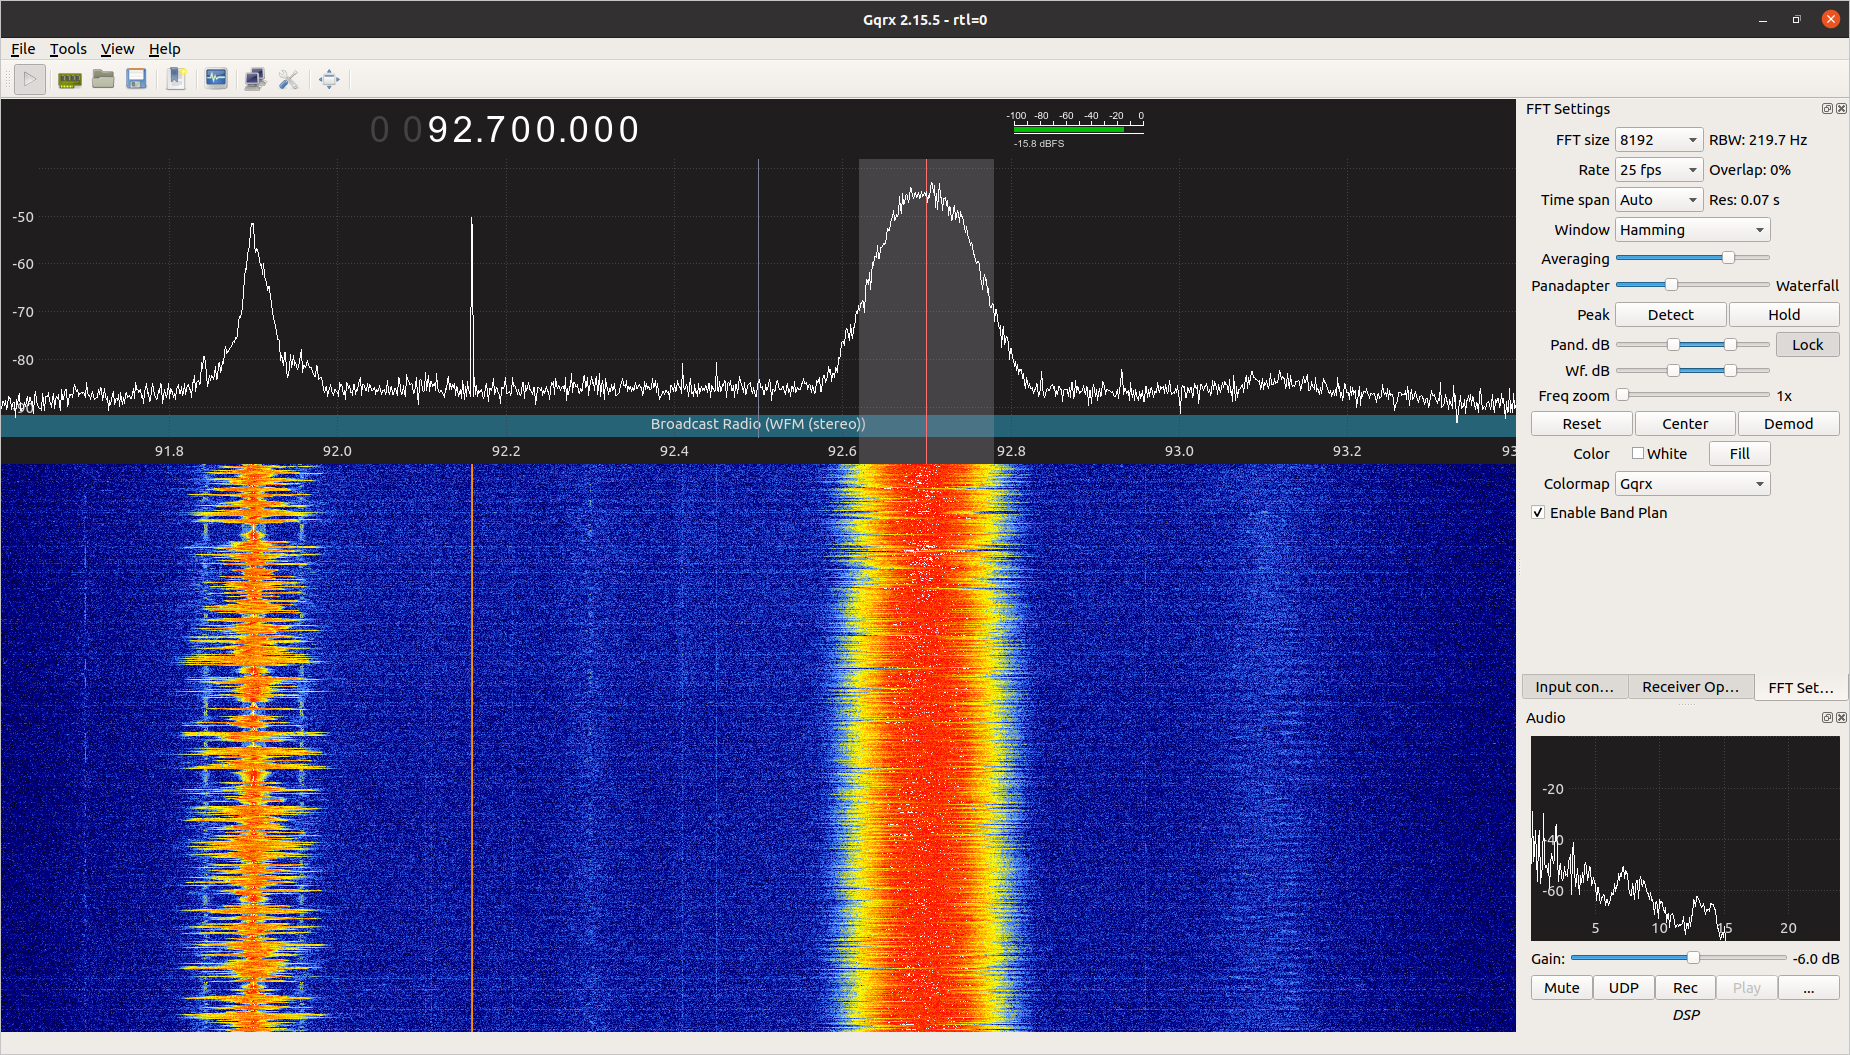 Gqrx 2.15.5 - rtl=0
File Tools View Help
0 092.700.000
-100 -80 -60 -40 -20 0
-15.8 dBFS
-50
-60
-70
-80
-90
Broadcast Radio (WFM (stereo))
91.8 92.0 92.2 92.4 92.6 92.8 93.0 93.2 93
FFT Settings
FFT size 8192 RBW: 219.7 Hz
Rate 25 fps Overlap: 0%
Time span Auto Res: 0.07 s
Window Hamming
Averaging
Panadapter Waterfall
Peak Detect Hold
Pand. dB Lock
Wf. dB
Freq zoom 1x
Reset Center Demod
Color White Fill
Colormap Gqrx
Enable Band Plan
Input con... Receiver Op... FFT Set...
Audio
-20
-40
-60
5 10 15 20
Gain: -6.0 dB
Mute UDP Rec Play ...
DSP